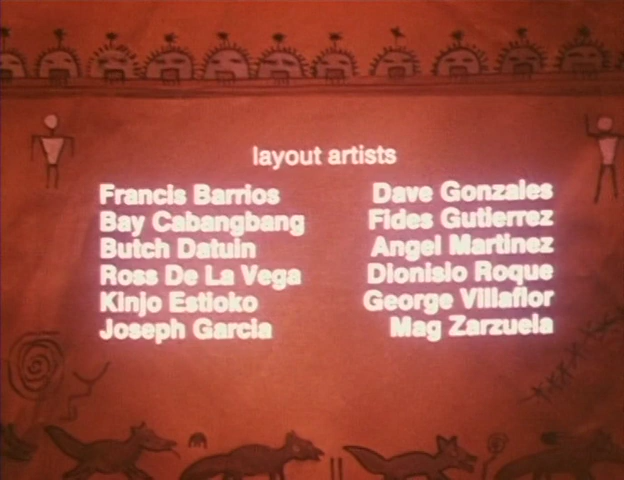 layout artists
Francis Barrios
Bay Cabangbang
Butch Datuin
Ross De La Vega
Kinjo Estioko
Joseph Garcia
Dave Gonzales
Fides Gutierrez
Angel Martinez
Dionisio Roque
George Villaflor
Mag Zarzuela